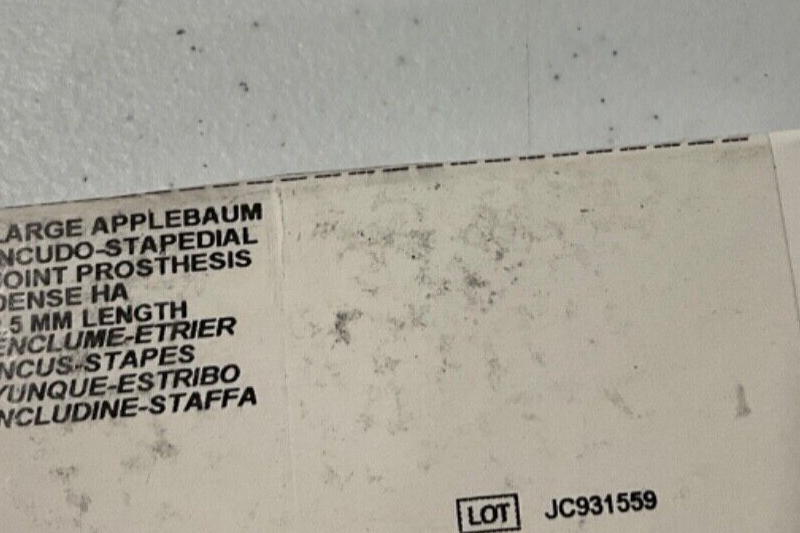 LARGE APPLEBAUM
NCUDO-STAPEDIAL
JOINT PROSTHESIS
DENSE HA
.5 MM LENGTH
ENCLUME-ETRIER
NCUS-STAPES
YUNQUE-ESTRIBO
NCLUDINE-STAFFA
LOT JC931559